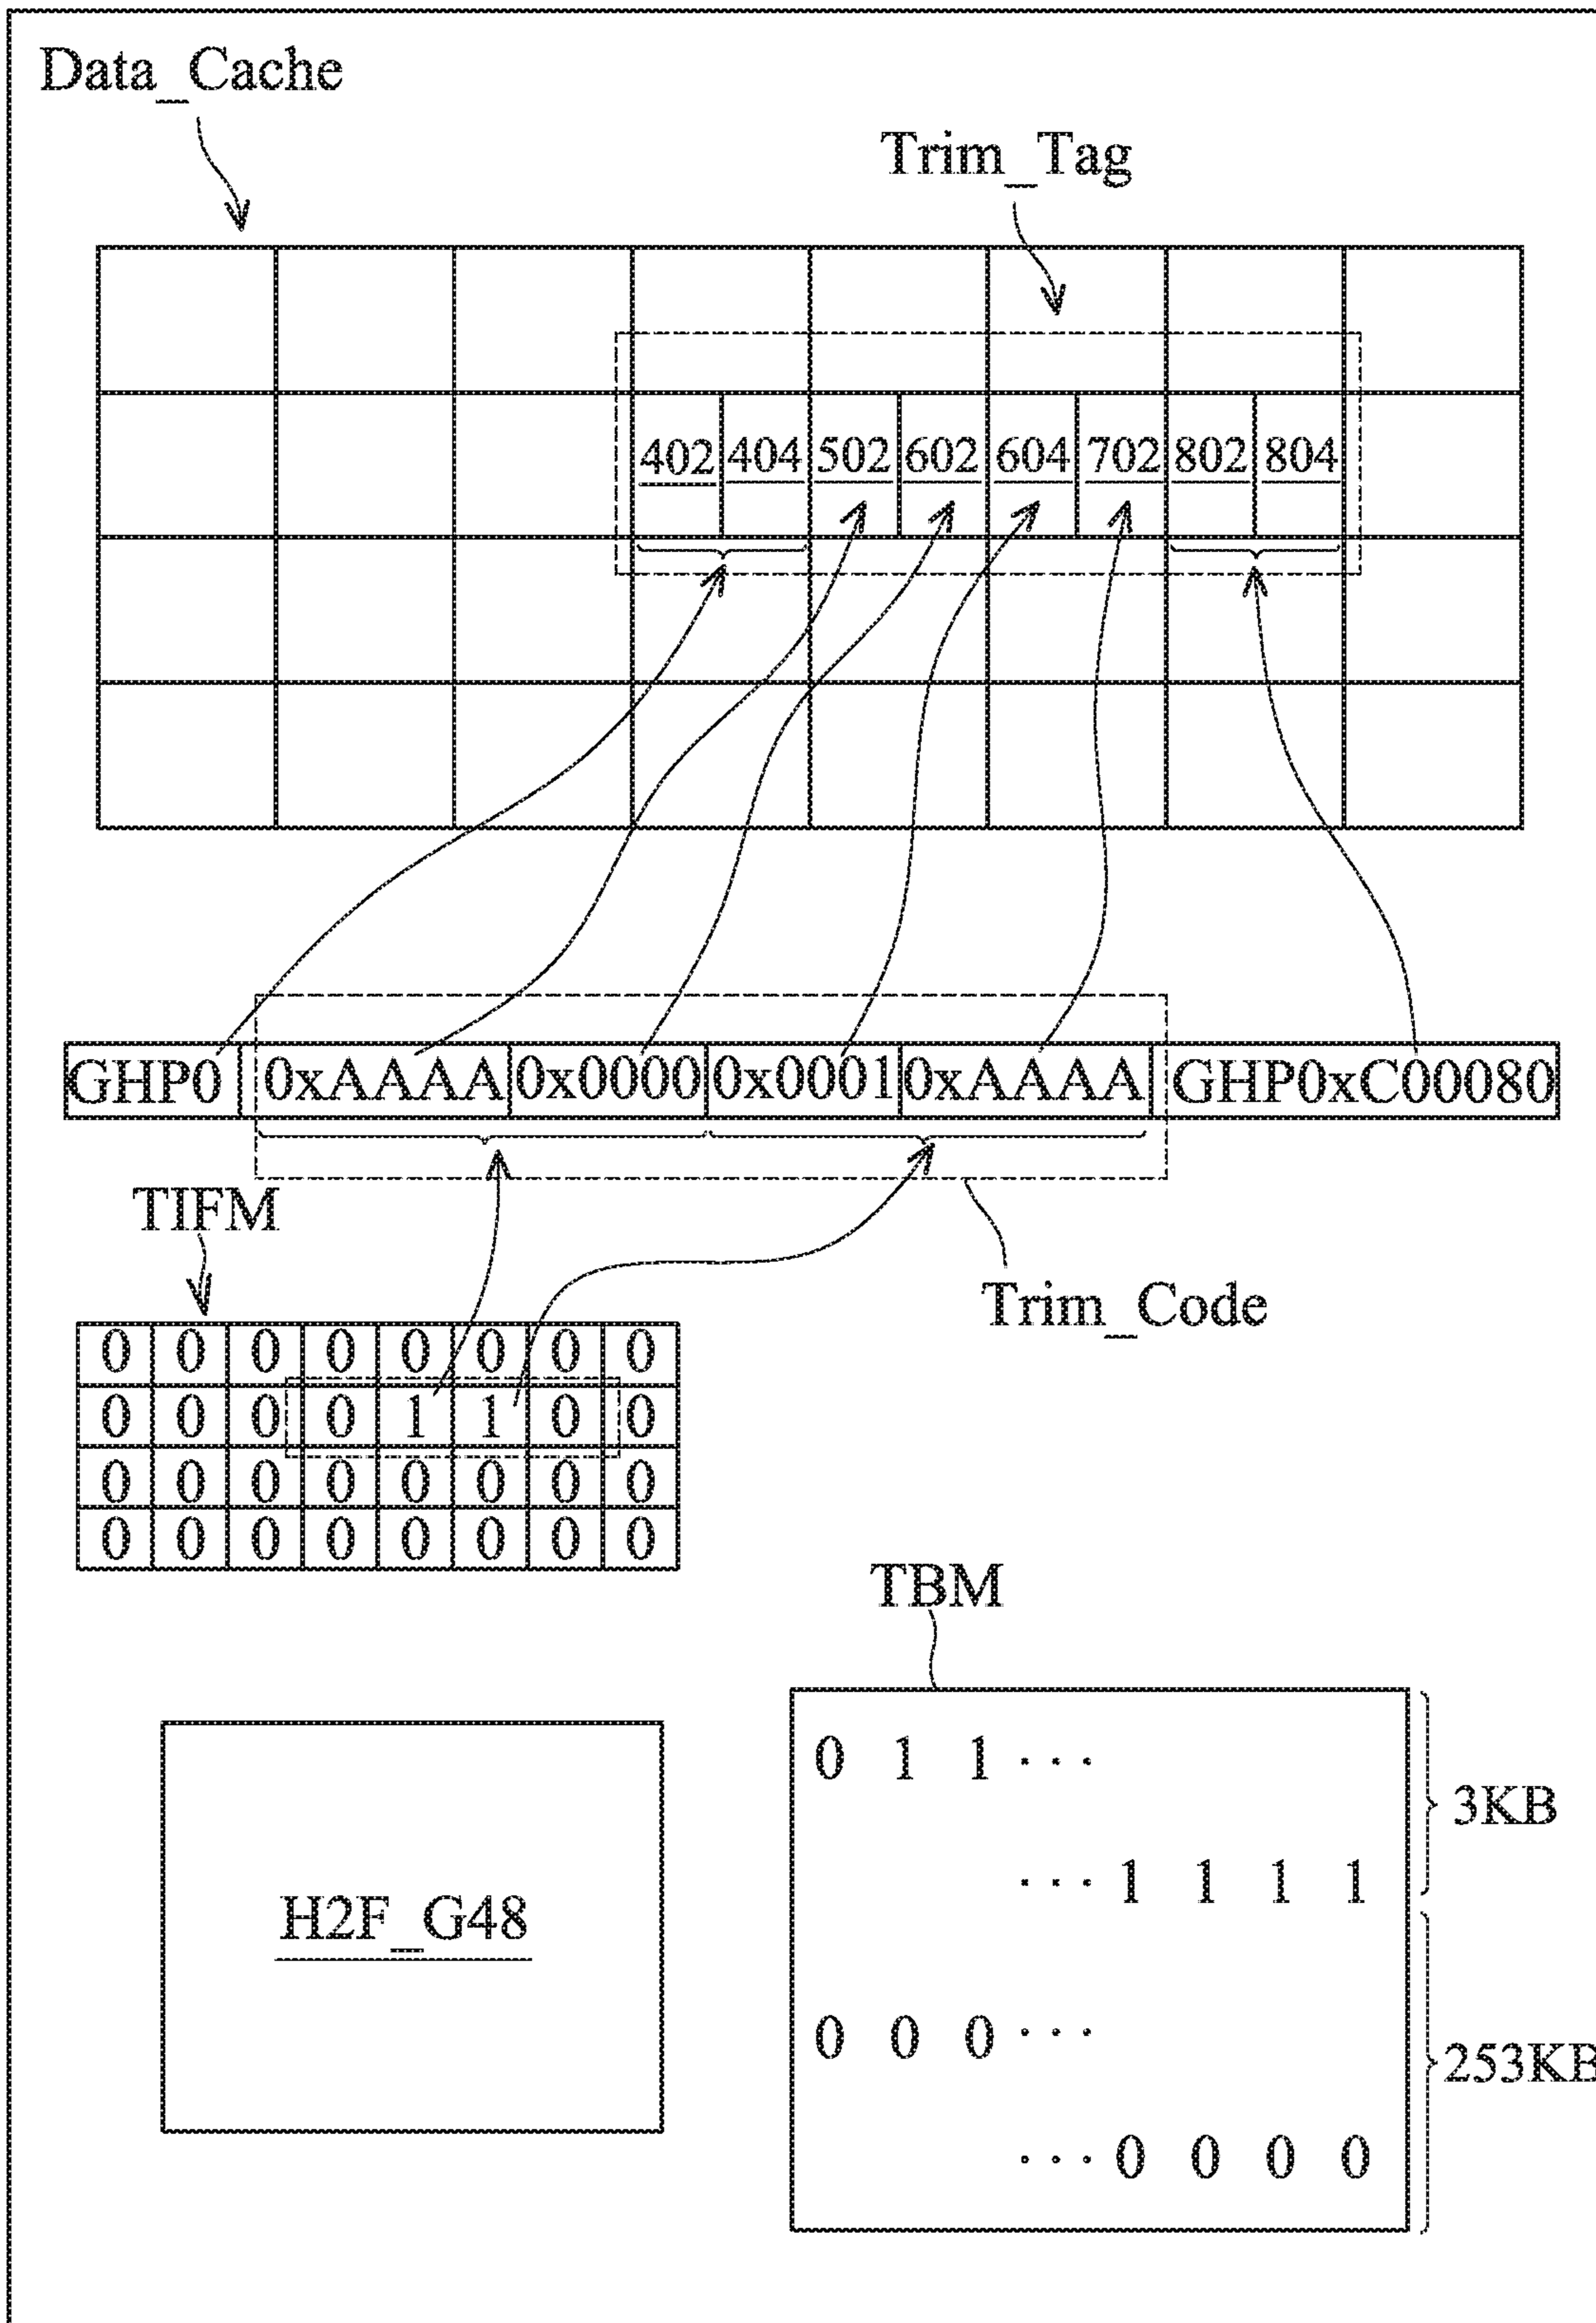 Data_Cache
Trim_Tag
402 404 502 602 604 702 802 804
GHP0 0xAAAA 0x0000 0x0001 0xAAAA GHP0xC00080
TIFM
Trim_Code
0 0 0 0 0 0 0 0
0 0 0 0 1 1 0 0
0 0 0 0 0 0 0 0
0 0 0 0 0 0 0 0
TBM
0 1 1 ...
3KB
... 1 1 1 1
H2F_G48
0 0 0 ...
253KB
... 0 0 0 0